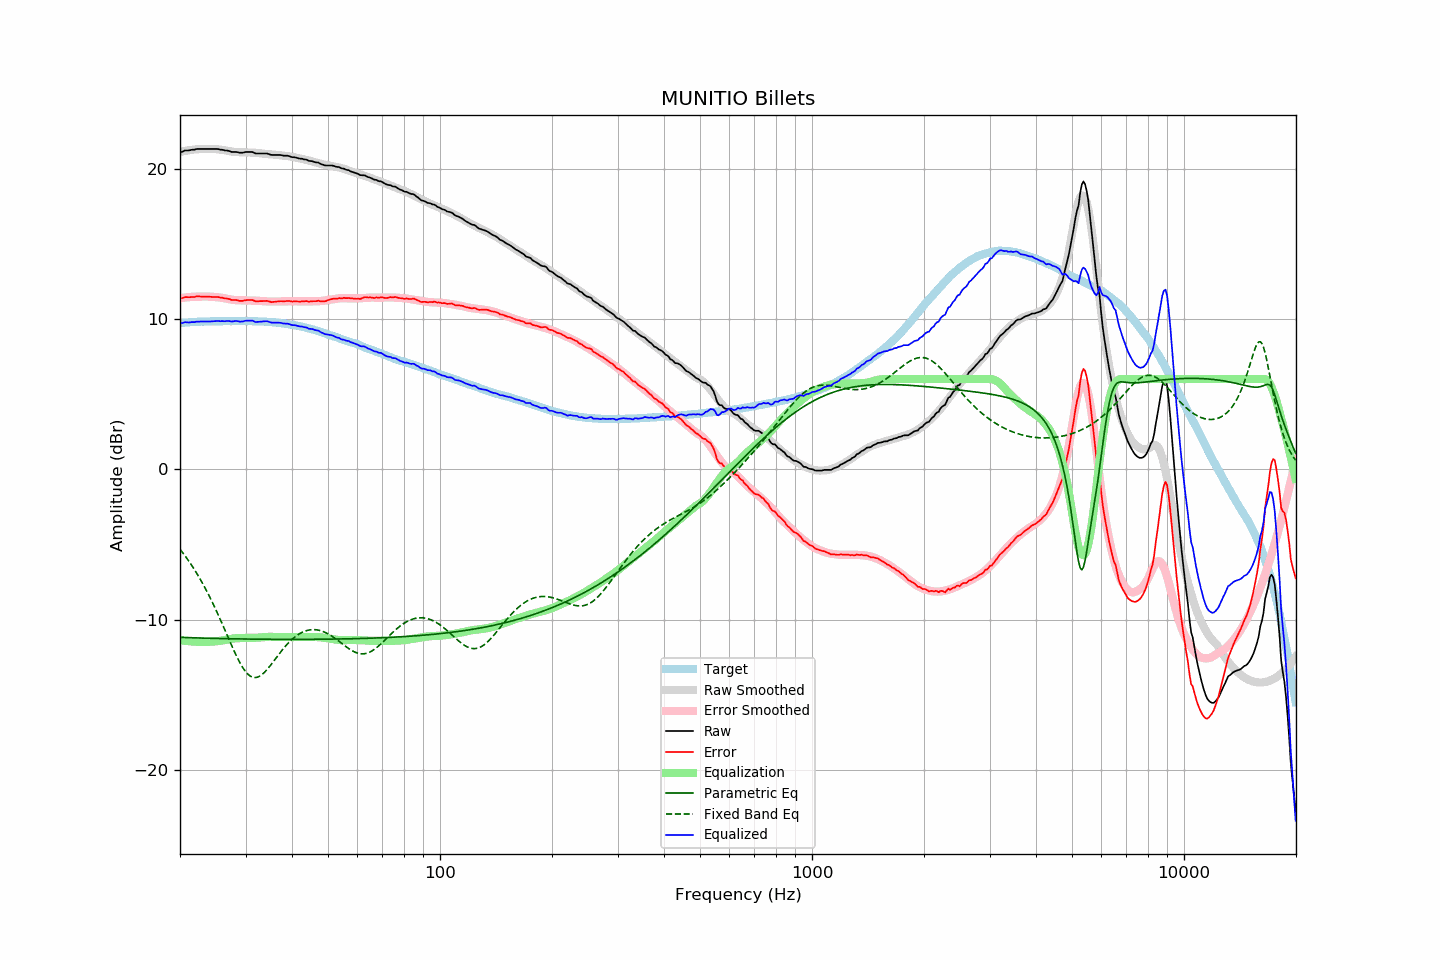 MUNITIO Billets
Amplitude (dBr)
20
10
0
−10
−20
100
1000
10000
Frequency (Hz)
Target
Raw Smoothed
Error Smoothed
Raw
Error
Equalization
Parametric Eq
Fixed Band Eq
Equalized